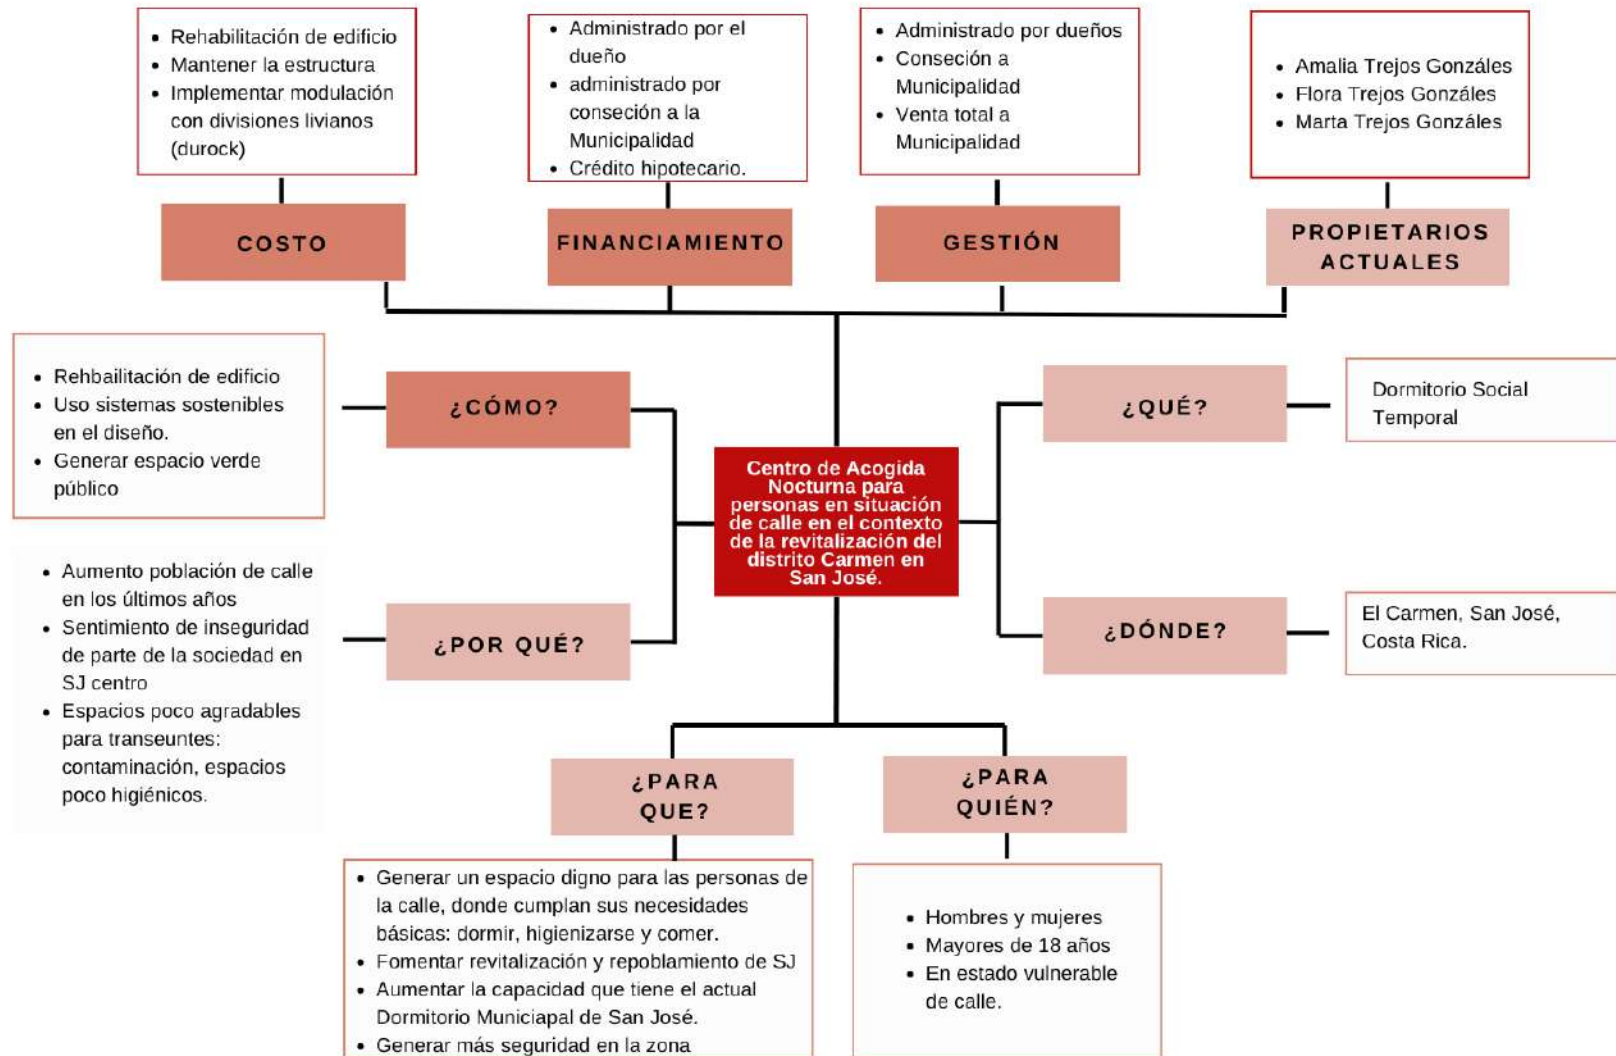 • Rehabilitación de edificio
• Mantener la estructura
• Implementar modulación
con divisiones livianos
(durock)
COSTO
• Administrado por el
dueño
• administrado por
conseción a la
Municipalidad
• Crédito hipotecario.
FINANCIAMIENTO
• Administrado por dueños
• Conseción a
Municipalidad
• Venta total a
Municipalidad
GESTIÓN
• Amalia Trejos Gonzáles
• Flora Trejos Gonzáles
• Marta Trejos Gonzáles
PROPIETARIOS
ACTUALES
• Rehbailitación de edificio
• Uso sistemas sostenibles
en el diseño.
• Generar espacio verde
público
¿CÓMO?
• Aumento población de calle
en los últimos años
• Sentimiento de inseguridad
de parte de la sociedad en
SJ centro
• Espacios poco agradables
para transeuntes:
contaminación, espacios
poco higiénicos.
¿POR QUÉ?
Centro de Acogida
Nocturna para
personas en situación
de calle en el contexto
de la revitalización del
distrito Carmen en
San José.
¿QUÉ?
Dormitorio Social
Temporal
¿DÓNDE?
El Carmen, San José,
Costa Rica.
¿PARA
QUE?
• Generar un espacio digno para las personas de
la calle, donde cumplan sus necesidades
básicas: dormir, higienizarse y comer.
• Fomentar revitalización y repoblamiento de SJ
• Aumentar la capacidad que tiene el actual
Dormitorio Municiapal de San José.
• Generar más seguridad en la zona
¿PARA
QUIÉN?
• Hombres y mujeres
• Mayores de 18 años
• En estado vulnerable
de calle.